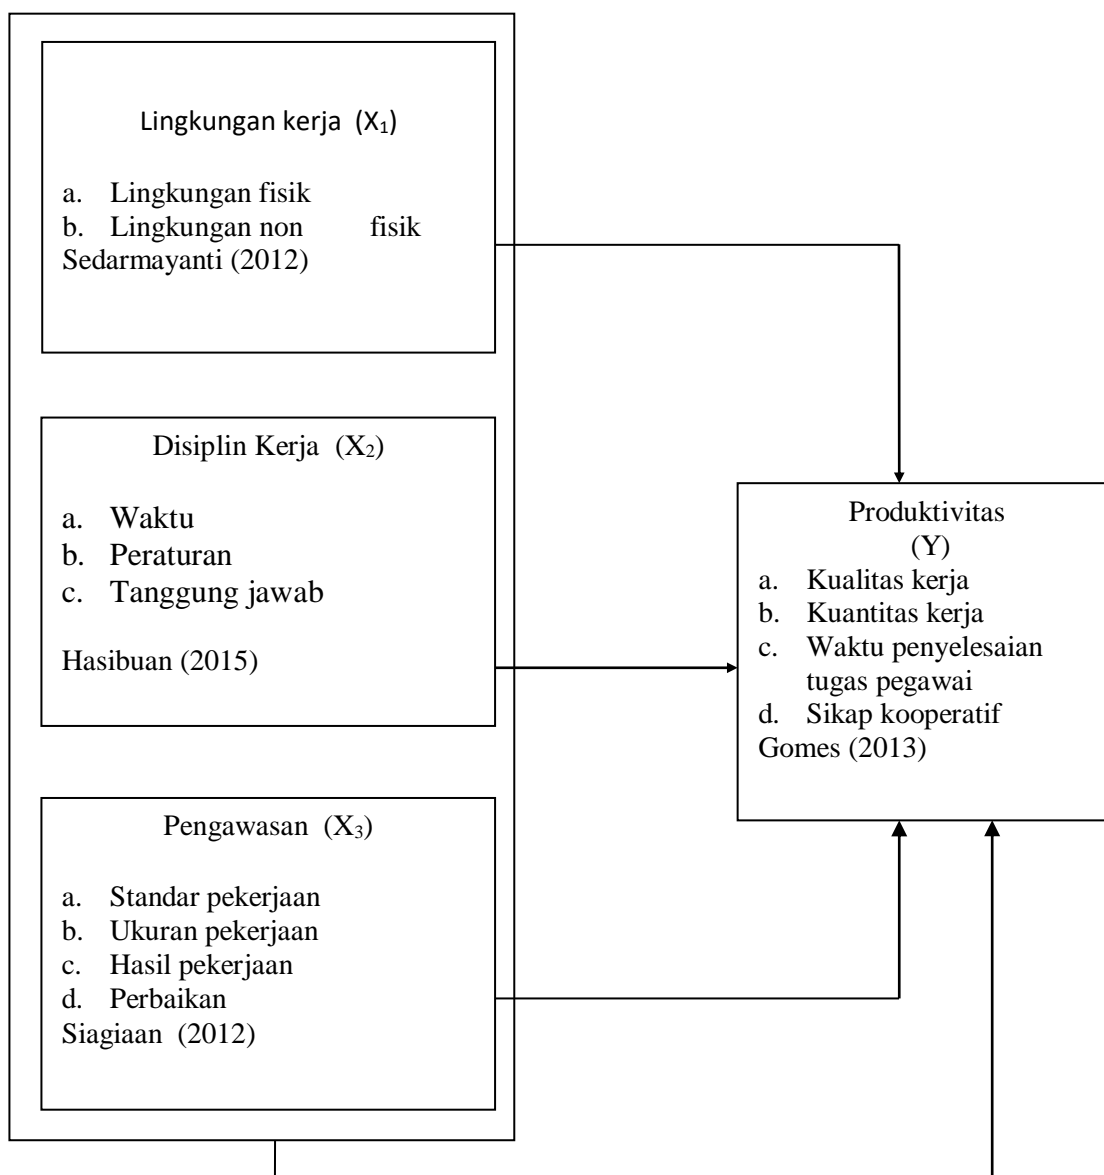 Lingkungan kerja (X₁)
a. Lingkungan fisik
b. Lingkungan non fisik
Sedarmayanti (2012)
Disiplin Kerja (X₂)
a. Waktu
b. Peraturan
c. Tanggung jawab
Hasibuan (2015)
Pengawasan (X₃)
a. Standar pekerjaan
b. Ukuran pekerjaan
c. Hasil pekerjaan
d. Perbaikan
Siagiaan (2012)
Produktivitas
(Y)
a. Kualitas kerja
b. Kuantitas kerja
c. Waktu penyelesaian
tugas pegawai
d. Sikap kooperatif
Gomes (2013)